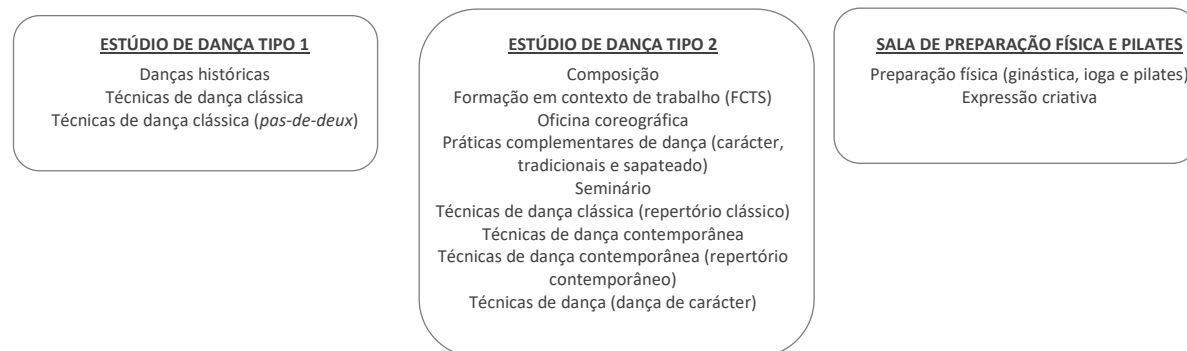 ESTÚDIO DE DANÇA TIPO 1
Danças históricas
Técnicas de dança clássica
Técnicas de dança clássica (pas-de-deux)
ESTÚDIO DE DANÇA TIPO 2
Composição
Formação em contexto de trabalho (FCTS)
Oficina coreográfica
Práticas complementares de dança (carácter,
tradicionais e sapateado)
Seminário
Técnicas de dança clássica (repertório clássico)
Técnicas de dança contemporânea
Técnicas de dança contemporânea (repertório
contemporâneo)
Técnicas de dança (dança de carácter)
SALA DE PREPARAÇÃO FÍSICA E PILATES
Preparação física (ginástica, ioga e pilates)
Expressão criativa